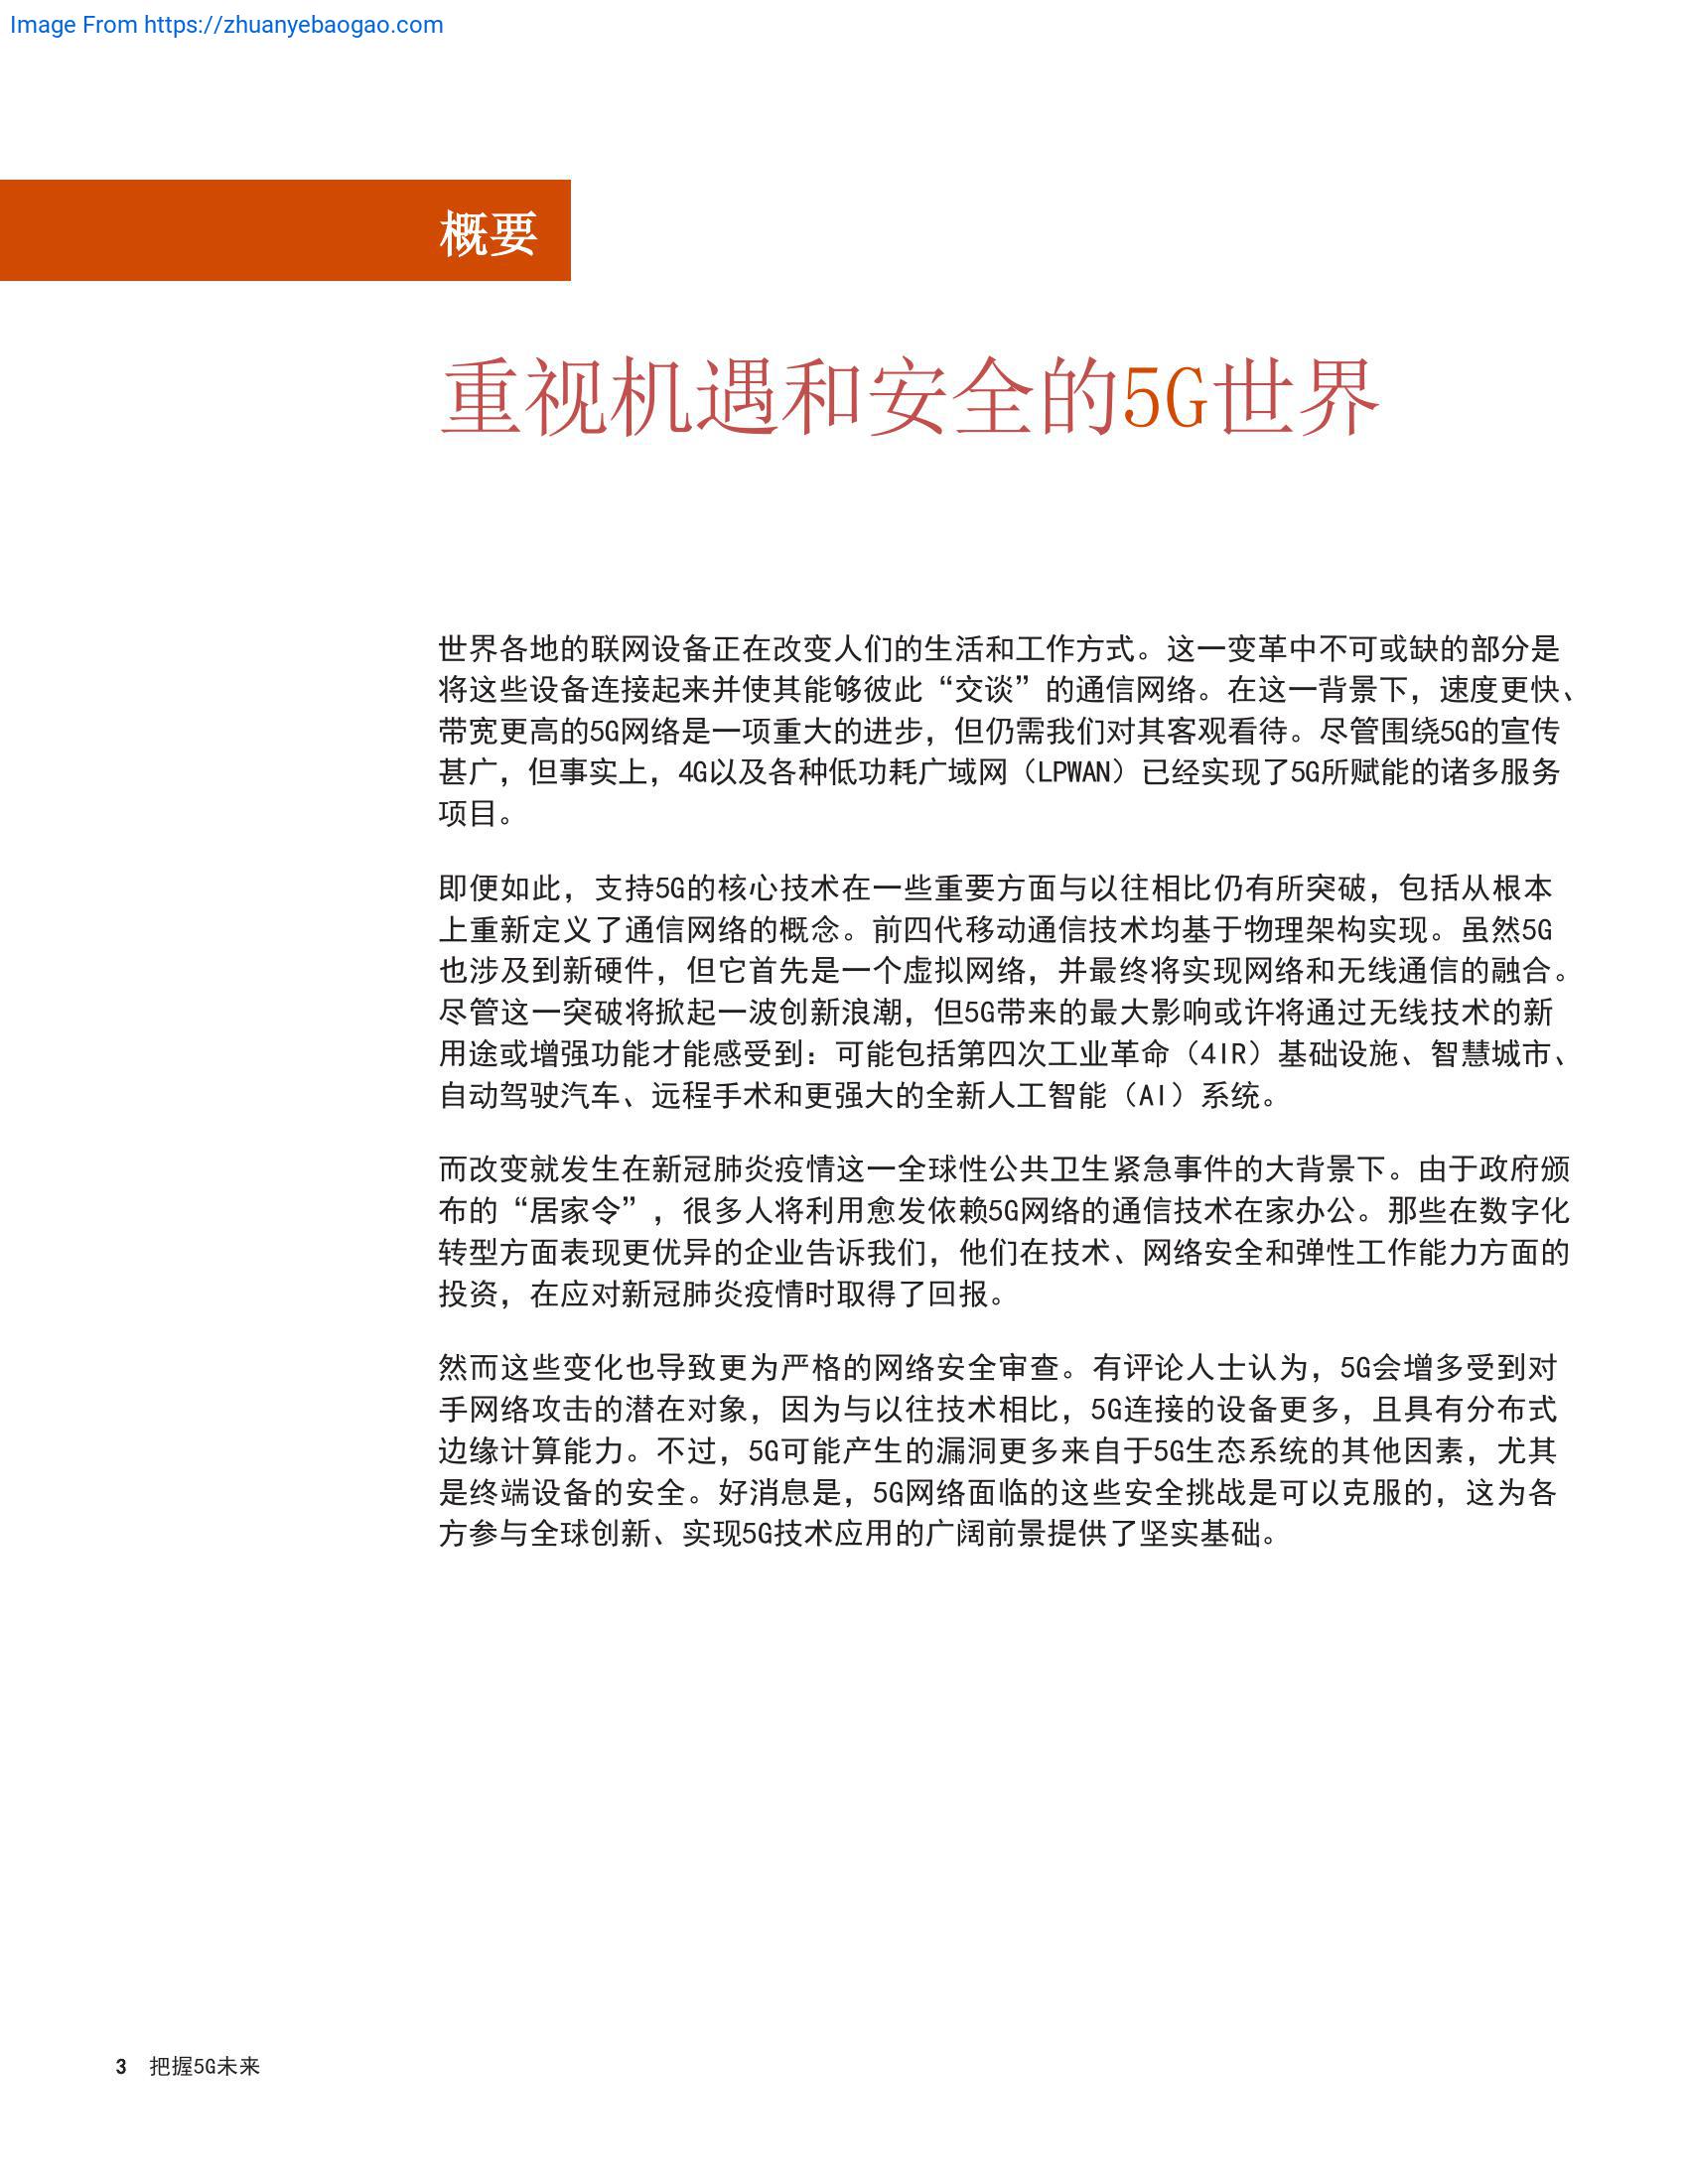 Image From https://zhuanyebaogao.com
概要
重视机遇和安全的5G世界
世界各地的联网设备正在改变人们的生活和工作方式。这一变革中不可或缺的部分是
将这些设备连接起来并使其能够彼此“交谈”的通信网络。在这一背景下，速度更快、
带宽更高的5G网络是一项重大的进步，但仍需我们对其客观看待。尽管围绕5G的宣传
甚广，但事实上，4G以及各种低功耗广域网（LPWAN）已经实现了5G所赋能的诸多服务
项目。
即便如此，支持5G的核心技术在一些重要方面与以往相比仍有所突破，包括从根本
上重新定义了通信网络的概念。前四代移动通信技术均基于物理架构实现。虽然5G
也涉及到新硬件，但它首先是一个虚拟网络，并最终将实现网络和无线通信的融合。
尽管这一突破将掀起一波创新浪潮，但5G带来的最大影响或许将通过无线技术的新
用途或增强功能才能感受到：可能包括第四次工业革命（4IR）基础设施、智慧城市、
自动驾驶汽车、远程手术和更强大的全新人工智能（AI）系统。
而改变就发生在新冠肺炎疫情这一全球性公共卫生紧急事件的大背景下。由于政府颁
布的“居家令”，很多人将利用愈发依赖5G网络的通信技术在家办公。那些在数字化
转型方面表现更优异的企业告诉我们，他们在技术、网络安全和弹性工作能力方面的
投资，在应对新冠肺炎疫情时取得了回报。
然而这些变化也导致更为严格的网络安全审查。有评论人士认为，5G会增多受到对
手网络攻击的潜在对象，因为与以往技术相比，5G连接的设备更多，且具有分布式
边缘计算能力。不过，5G可能产生的漏洞更多来自于5G生态系统的其他因素，尤其
是终端设备的安全。好消息是，5G网络面临的这些安全挑战是可以克服的，这为各
方参与全球创新、实现5G技术应用的广阔前景提供了坚实基础。
3 把握5G未来